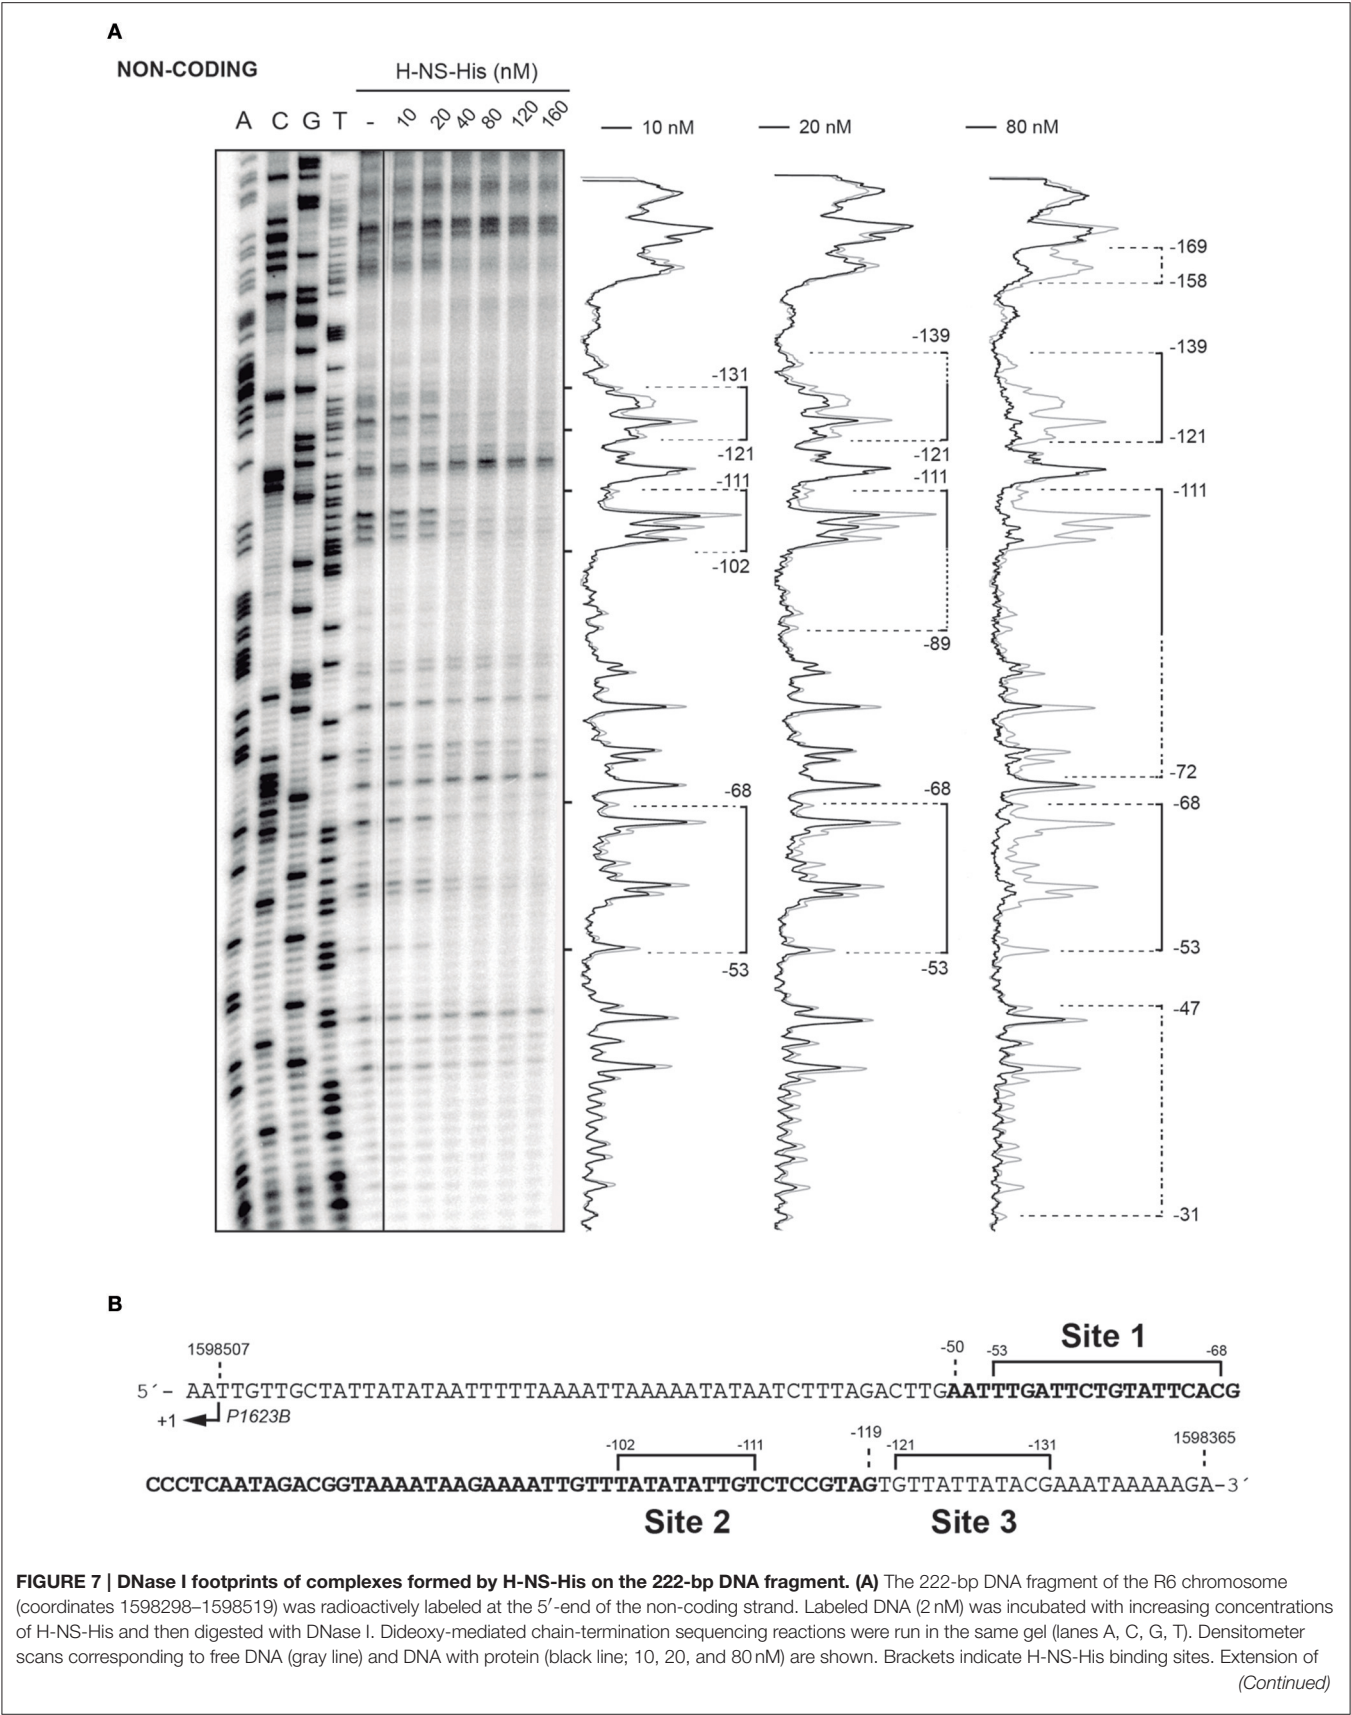 A
NON-CODING
H-NS-His (nM)
A C G T - 10 20 40 80 120 160
10 nM
20 nM
80 nM
-131
-121
-111
-102
-68
-53
-139
-121
-111
-89
-68
-53
-169
-158
-139
-121
-111
-72
-68
-53
-47
-31
B
Site 1
1598507
-50 -53 -68
5´- AATTGTTGCTATTATATAATTTTTAAAATTAAAAATATAATCTTTAGACTTGAATTTGATTCTGTATTCACG
+1 P1623B
-102 -111 -119 -121 -131 1598365
CCCTCAATAGACGGTAAAATAAGAAAATTGTTTATATATTGTCTCCGTAGTGTTATTATACGAAATAAAAAGA-3´
Site 2 Site 3
FIGURE 7 | DNase I footprints of complexes formed by H-NS-His on the 222-bp DNA fragment. (A) The 222-bp DNA fragment of the R6 chromosome
(coordinates 1598298–1598519) was radioactively labeled at the 5′-end of the non-coding strand. Labeled DNA (2 nM) was incubated with increasing concentrations
of H-NS-His and then digested with DNase I. Dideoxy-mediated chain-termination sequencing reactions were run in the same gel (lanes A, C, G, T). Densitometer
scans corresponding to free DNA (gray line) and DNA with protein (black line; 10, 20, and 80 nM) are shown. Brackets indicate H-NS-His binding sites. Extension of
(Continued)